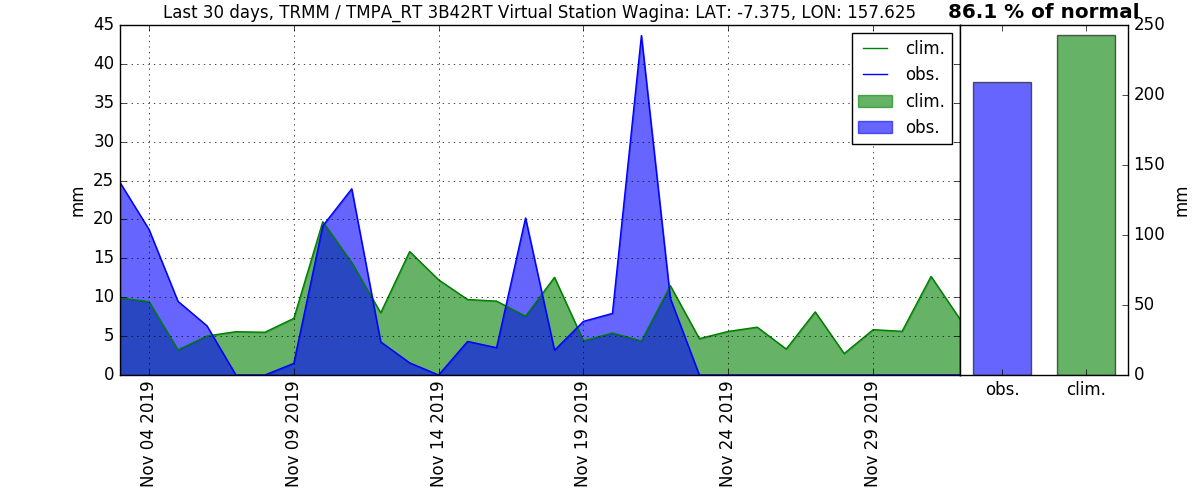 Last 30 days, TRMM / TMPA_RT 3B42RT Virtual Station Wagina: LAT: -7.375, LON: 157.625
86.1 % of normal
45
40
35
30
25
20
15
10
5
0
mm
clim.
obs.
clim.
obs.
Nov 04 2019
Nov 09 2019
Nov 14 2019
Nov 19 2019
Nov 24 2019
Nov 29 2019
250
200
150
100
50
0
mm
obs.
clim.